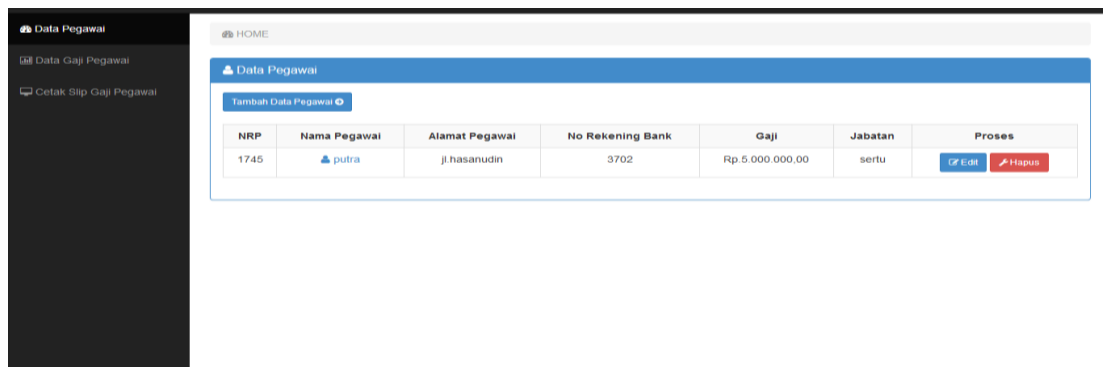 Data Pegawai
Data Gaji Pegawai
Cetak Slip Gaji Pegawai
HOME
Data Pegawai
Tambah Data Pegawai
NRP Nama Pegawai Alamat Pegawai No Rekening Bank Gaji Jabatan Proses
1745 putra jl.hasanudin 3702 Rp.5.000.000,00 sertu Edit Hapus